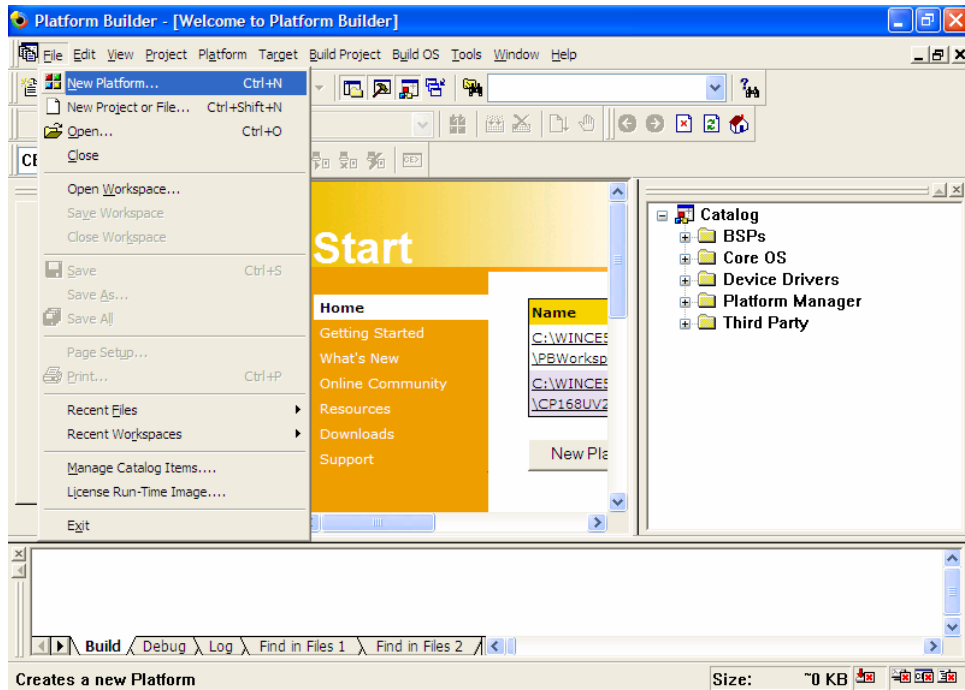 Platform Builder - [Welcome to Platform Builder]
File Edit View Project Platform Target Build Project Build OS Tools Window Help
New Platform... Ctrl+N
New Project or File... Ctrl+Shift+N
Open... Ctrl+O
Close
Open Workspace...
Save Workspace
Close Workspace
Save Ctrl+S
Save As...
Save All
Page Setup...
Print... Ctrl+P
Recent Files
Recent Workspaces
Manage Catalog Items....
License Run-Time Image....
Exit
Start
Home
Getting Started
What's New
Online Community
Resources
Downloads
Support
Name
C:\WINCE5
\PBWorksp
C:\WINCE5
\CP168UV2
New Pla
Catalog
BSPs
Core OS
Device Drivers
Platform Manager
Third Party
Build Debug Log Find in Files 1 Find in Files 2
Creates a new Platform
Size: ~0 KB